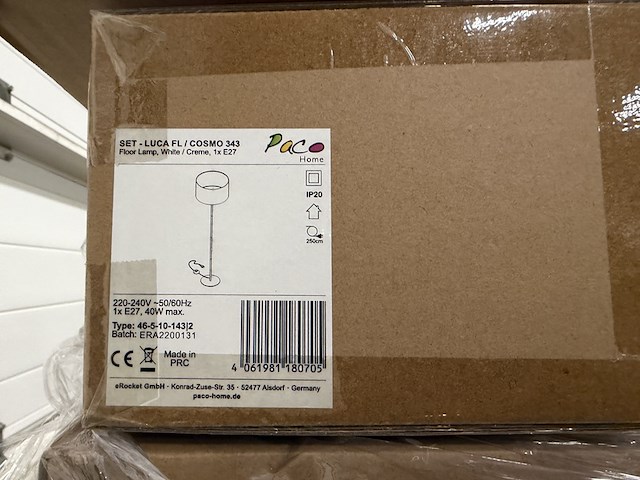 SET - LUCA FL / COSMO 343
Floor Lamp, White / Creme, 1x E27
Paco
Home
IP20
250cm
220-240V ~50/60Hz
1x E27, 40W max.
Type: 46-5-10-143|2
Batch: ERA2200131
CE
Made in
PRC
4 061981 180705
eRocket GmbH · Konrad-Zuse-Str. 35 · 52477 Alsdorf · Germany
paco-home.de